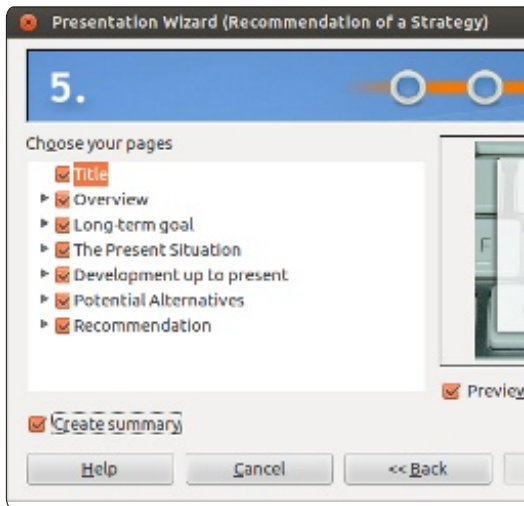 Presentation Wizard (Recommendation of a Strategy)
5.
Choose your pages
Title
Overview
Long-term goal
The Present Situation
Development up to present
Potential Alternatives
Recommendation
F
Preview
Create summary
Help Cancel << Back